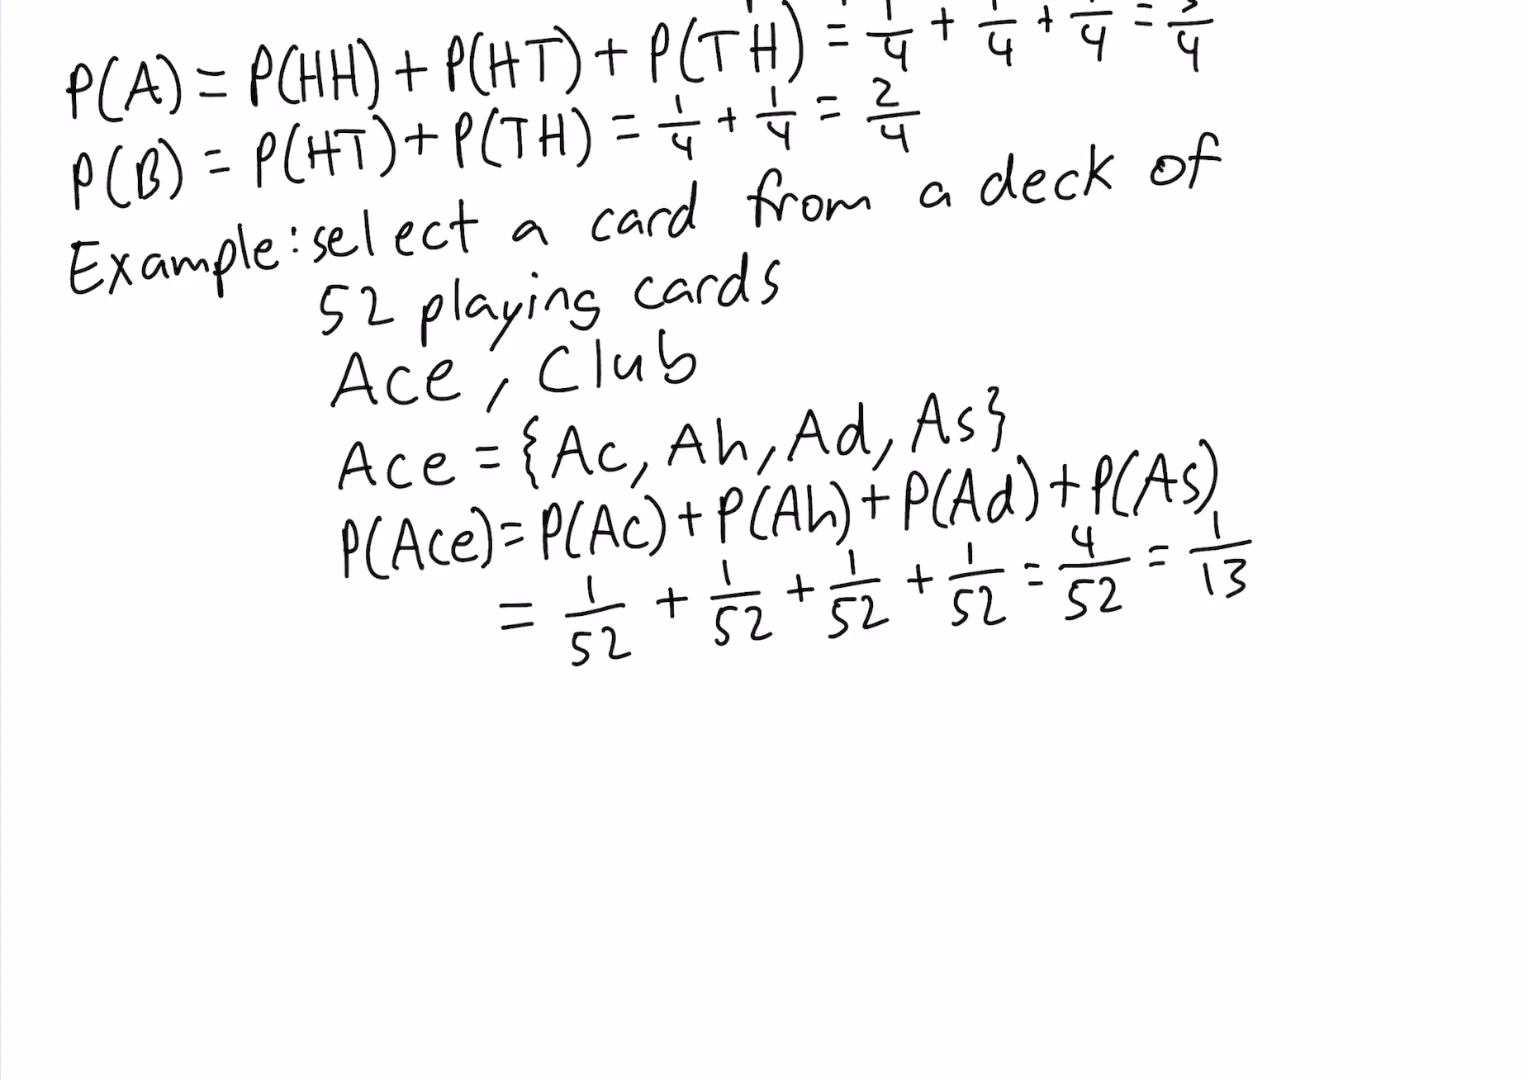 P(A) = P(HH) + P(HT) + P(TH) = 1/4 + 1/4 + 1/4 = 3/4
P(B) = P(HT) + P(TH) = 1/4 + 1/4 = 2/4
Example: select a card from a deck of
52 playing cards
Ace, Club
Ace = {Ac, Ah, Ad, As}
P(Ace) = P(Ac) + P(Ah) + P(Ad) + P(As)
= 1/52 + 1/52 + 1/52 + 1/52 = 4/52 = 1/13